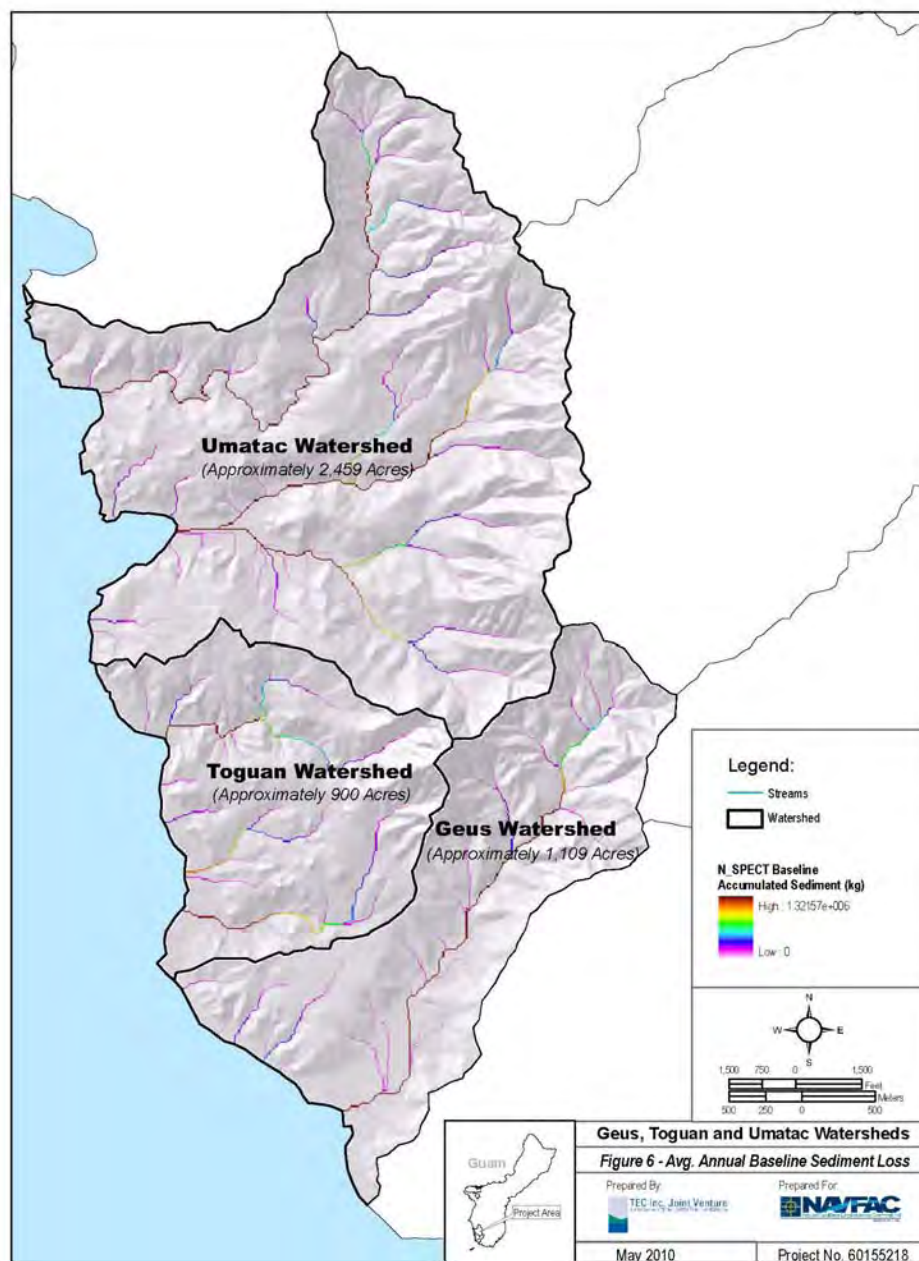 Umatac Watershed
(Approximately 2,459 Acres)
Toguan Watershed
(Approximately 900 Acres)
Geus Watershed
(Approximately 1,109 Acres)
Legend:
Streams
Watershed
N_SPECT Baseline
Accumulated Sediment (kg)
High : 1.32157e+006
Low : 0
N
W E
S
1,500 750 0 1,500
Feet
Meters
500 250 0 500
Guam
Project Area
Geus, Toguan and Umatac Watersheds
Figure 6 - Avg. Annual Baseline Sediment Loss
Prepared By:
TEC Inc. Joint Venture
Prepared For:
NAVFAC
May 2010
Project No. 60155218